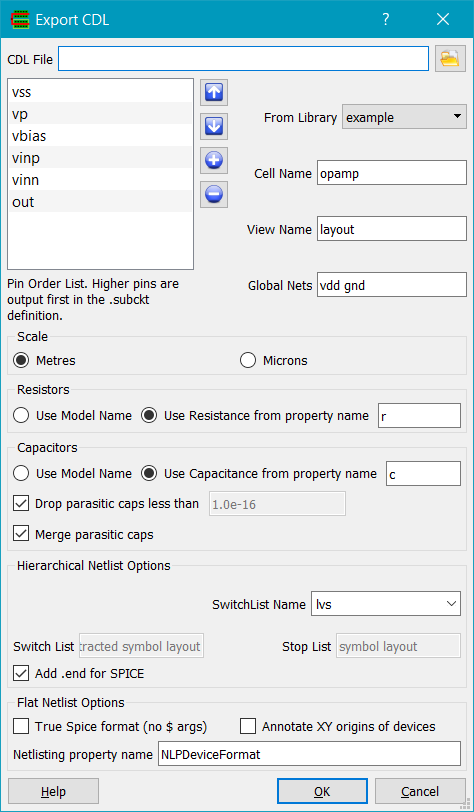 Export CDL
?
CDL File
vss
vp
vbias
vinp
vinn
out
From Library example
Cell Name opamp
View Name layout
Global Nets vdd gnd
Pin Order List. Higher pins are
output first in the .subckt
definition.
Scale
Metres Microns
Resistors
Use Model Name Use Resistance from property name r
Capacitors
Use Model Name Use Capacitance from property name c
Drop parasitic caps less than 1.0e-16
Merge parasitic caps
Hierarchical Netlist Options
SwitchList Name lvs
Switch List tracted symbol layout Stop List symbol layout
Add .end for SPICE
Flat Netlist Options
True Spice format (no $ args) Annotate XY origins of devices
Netlisting property name NLPDeviceFormat
Help OK Cancel